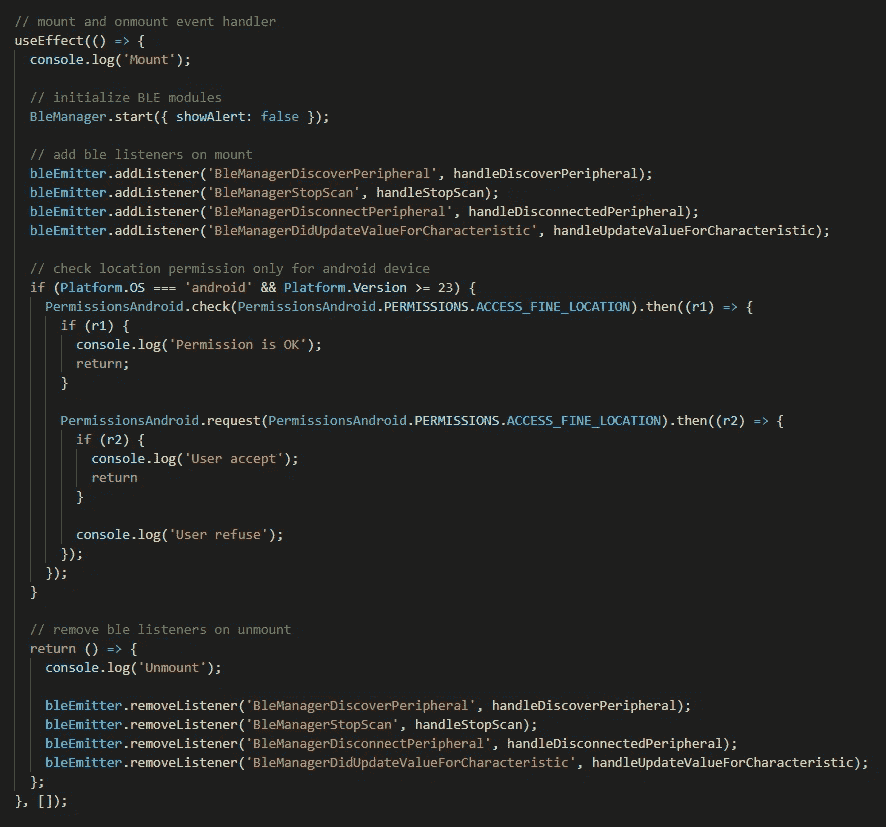 // mount and onmount event handler
useEffect(() => {
  console.log('Mount');

  // initialize BLE modules
  BleManager.start({ showAlert: false });

  // add ble listeners on mount
  bleEmitter.addListener('BleManagerDiscoverPeripheral', handleDiscoverPeripheral);
  bleEmitter.addListener('BleManagerStopScan', handleStopScan);
  bleEmitter.addListener('BleManagerDisconnectPeripheral', handleDisconnectedPeripheral);
  bleEmitter.addListener('BleManagerDidUpdateValueForCharacteristic', handleUpdateValueForCharacteristic);

  // check location permission only for android device
  if (Platform.OS === 'android' && Platform.Version >= 23) {
    PermissionsAndroid.check(PermissionsAndroid.PERMISSIONS.ACCESS_FINE_LOCATION).then((r1) => {
      if (r1) {
        console.log('Permission is OK');
        return;
      }

      PermissionsAndroid.request(PermissionsAndroid.PERMISSIONS.ACCESS_FINE_LOCATION).then((r2) => {
        if (r2) {
          console.log('User accept');
          return
        }

        console.log('User refuse');
      });
    });
  }

  // remove ble listeners on unmount
  return () => {
    console.log('Unmount');

    bleEmitter.removeListener('BleManagerDiscoverPeripheral', handleDiscoverPeripheral);
    bleEmitter.removeListener('BleManagerStopScan', handleStopScan);
    bleEmitter.removeListener('BleManagerDisconnectPeripheral', handleDisconnectedPeripheral);
    bleEmitter.removeListener('BleManagerDidUpdateValueForCharacteristic', handleUpdateValueForCharacteristic);
  };
}, []);